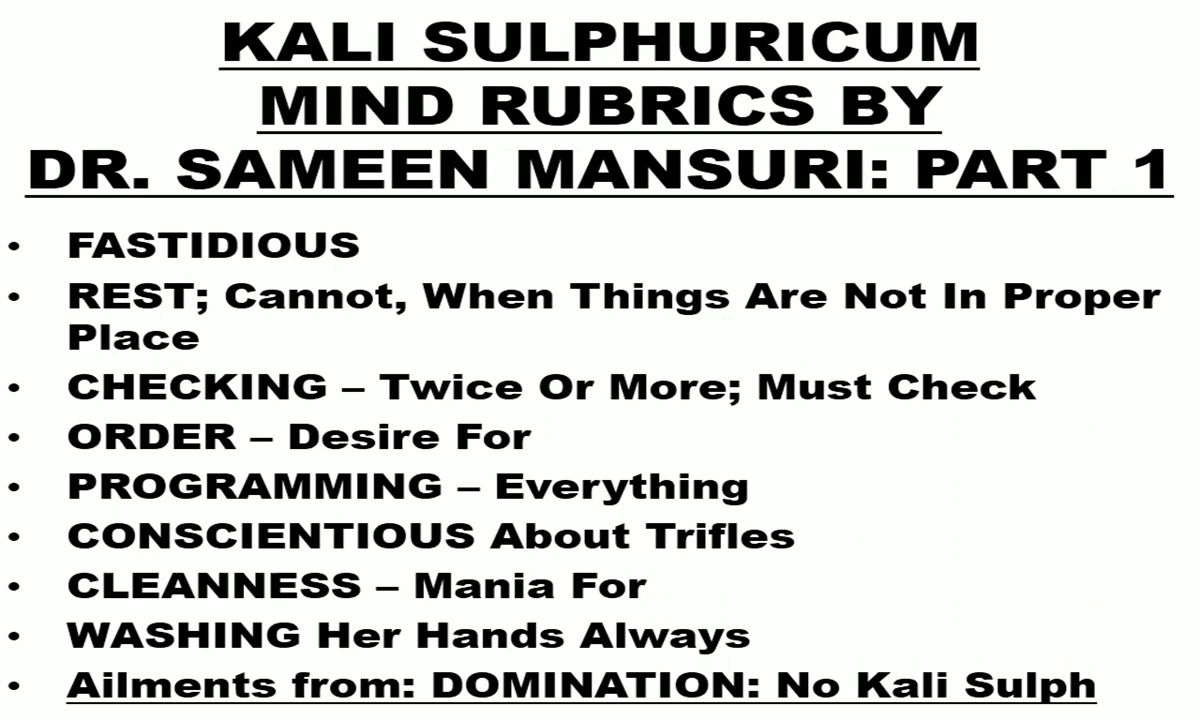 KALI SULPHURICUM
MIND RUBRICS BY
DR. SAMEEN MANSURI: PART 1
• FASTIDIOUS
• REST; Cannot, When Things Are Not In Proper
Place
• CHECKING – Twice Or More; Must Check
• ORDER – Desire For
• PROGRAMMING – Everything
• CONSCIENTIOUS About Trifles
• CLEANNESS – Mania For
• WASHING Her Hands Always
• Ailments from: DOMINATION: No Kali Sulph